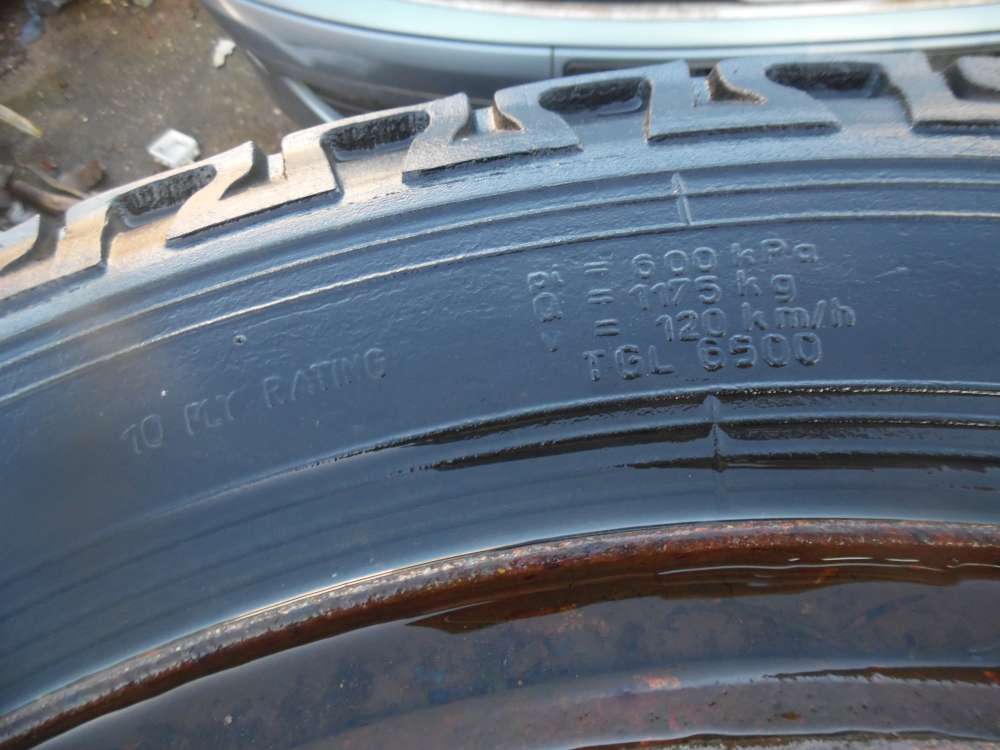 pi = 600 kPa
Q = 1175 kg
v = 120 km/h
TGL 6500
10 PLY RATING